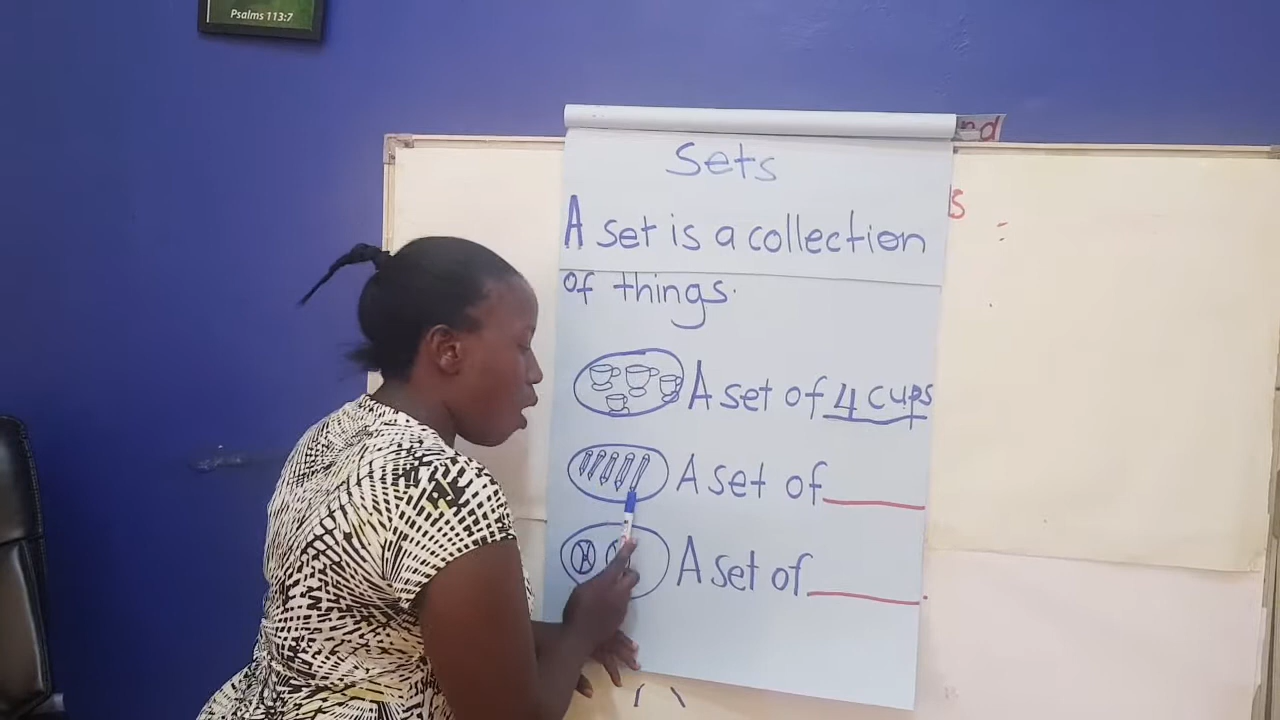 Psalms 113:7
Sets
A set is a collection
of things.
A set of 4 cups
A set of
A set of